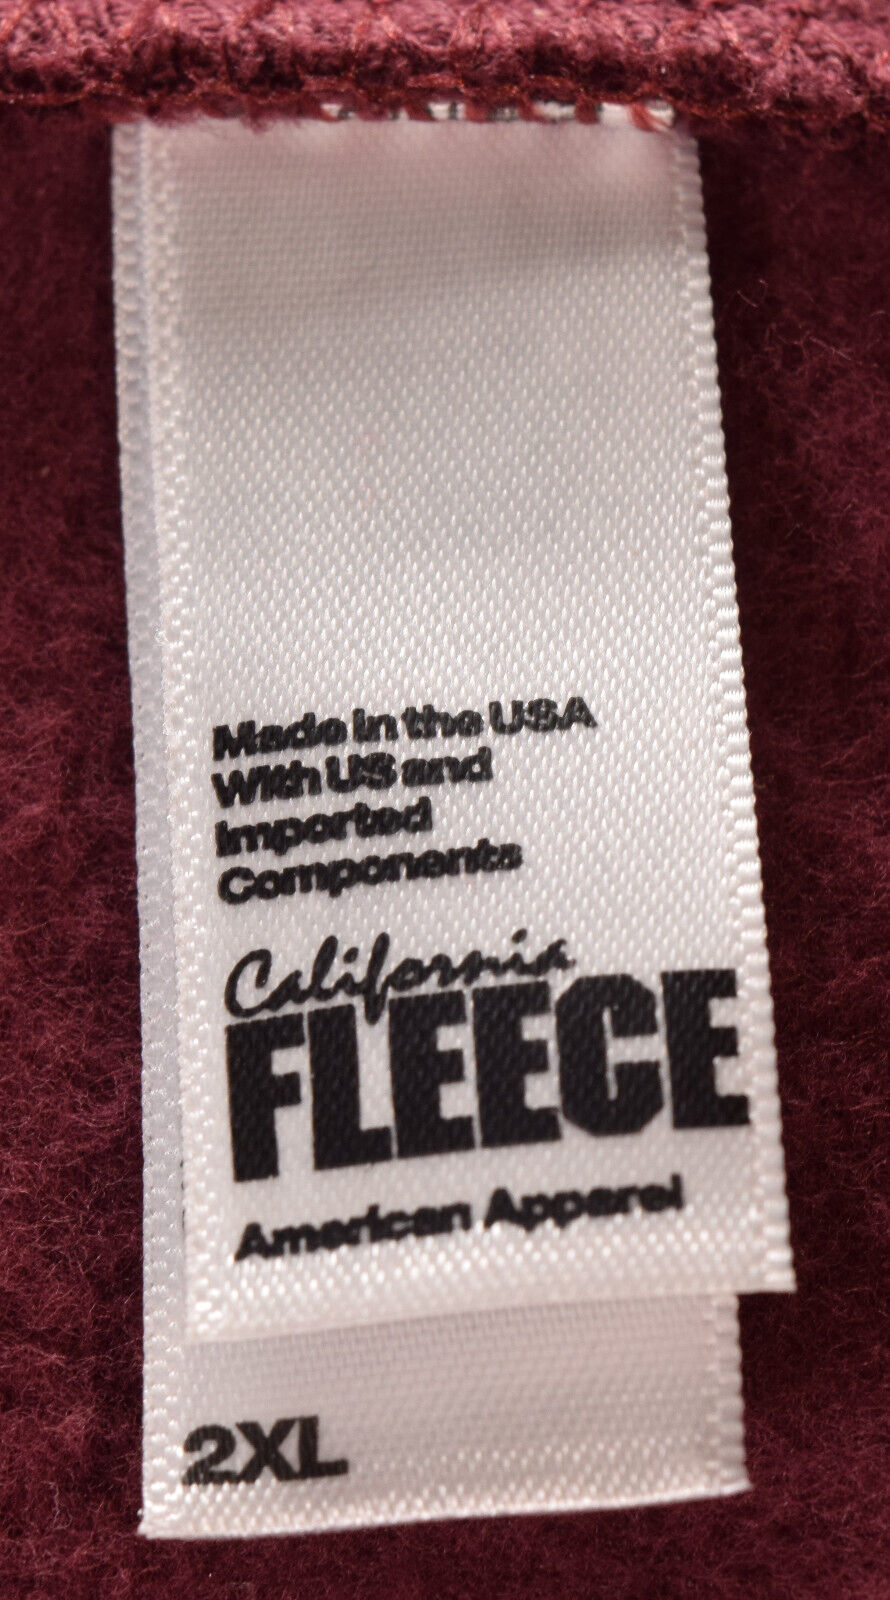 Made in the USA
With US and
Imported
Components
California
FLEECE
American Apparel
2XL